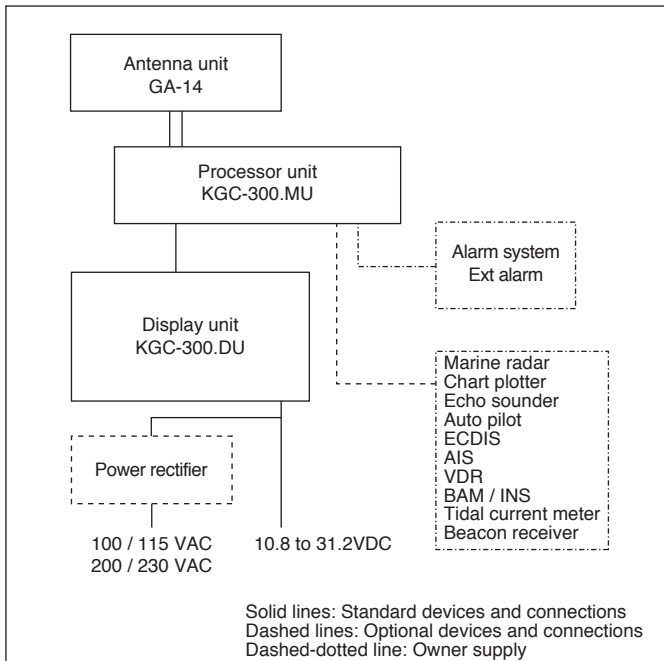 Antenna unit
GA-14
Processor unit
KGC-300.MU
Alarm system
Ext alarm
Display unit
KGC-300.DU
Marine radar
Chart plotter
Echo sounder
Auto pilot
ECDIS
AIS
VDR
BAM / INS
Tidal current meter
Beacon receiver
Power rectifier
100 / 115 VAC
200 / 230 VAC
10.8 to 31.2VDC
Solid lines: Standard devices and connections
Dashed lines: Optional devices and connections
Dashed-dotted line: Owner supply